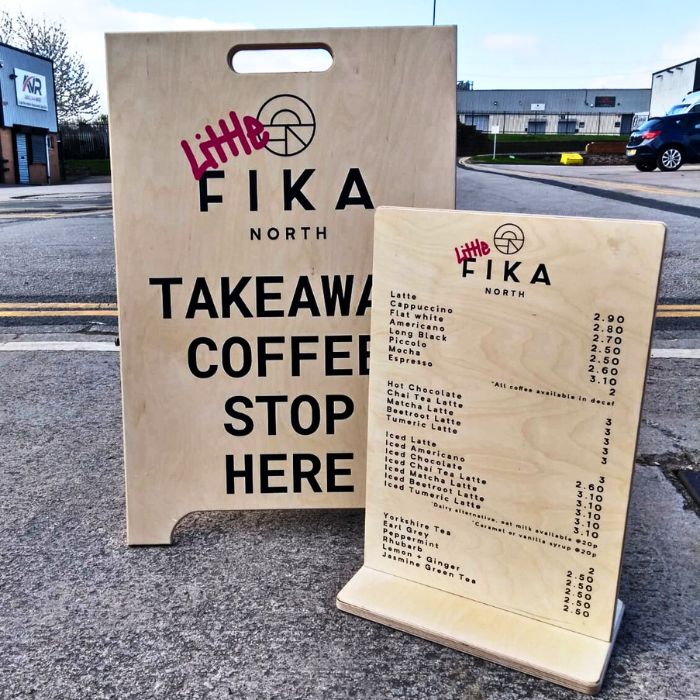 AVR
Little
FIKA
NORTH
TAKEAWA
COFFEE
STOP
HERE
Little
FIKA
NORTH
Latte 2.90
Cappuccino 2.80
Flat white 2.70
Americano 2.50
Long Black 2.50
Piccolo 2.60
Mocha 3.10
Espresso 2
*All coffee available in decaf
Hot Chocolate 3
Chai Tea Latte 3
Matcha Latte 3
Beetroot Latte 3
Tumeric Latte 3
Iced Latte
Iced Americano 2.60
Iced Chocolate 3.10
Iced Chai Tea Latte 3.10
Iced Matcha Latte 3.10
Iced Beetroot Latte 3.10
Iced Tumeric Latte 3.10
*Dairy alternative, oat milk available @20p
*Caramel or vanilla syrup @20p
Yorkshire Tea 2
Earl Grey 2.50
Peppermint 2.50
Rhubarb 2.50
Lemon + Ginger 2.50
Jasmine Green Tea 2.50